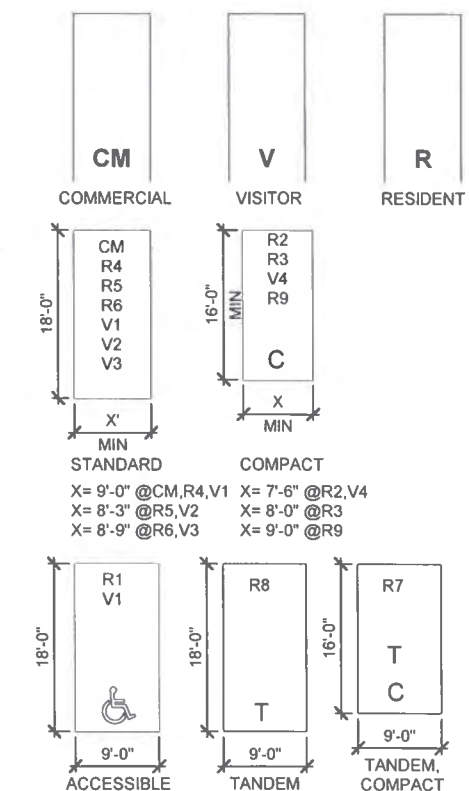 CM
COMMERCIAL
V
VISITOR
R
RESIDENT
18'-0"
CM
R4
R5
R6
V1
V2
V3
X'
MIN
STANDARD
X= 9'-0" @CM,R4,V1
X= 8'-3" @R5,V2
X= 8'-9" @R6,V3
16'-0"
MIN
R2
R3
V4
R9
C
X
MIN
COMPACT
X= 7'-6" @R2,V4
X= 8'-0" @R3
X= 9'-0" @R9
18'-0"
R1
V1
9'-0"
ACCESSIBLE
18'-0"
R8
T
9'-0"
TANDEM
16'-0"
R7
T
C
9'-0"
TANDEM,
COMPACT